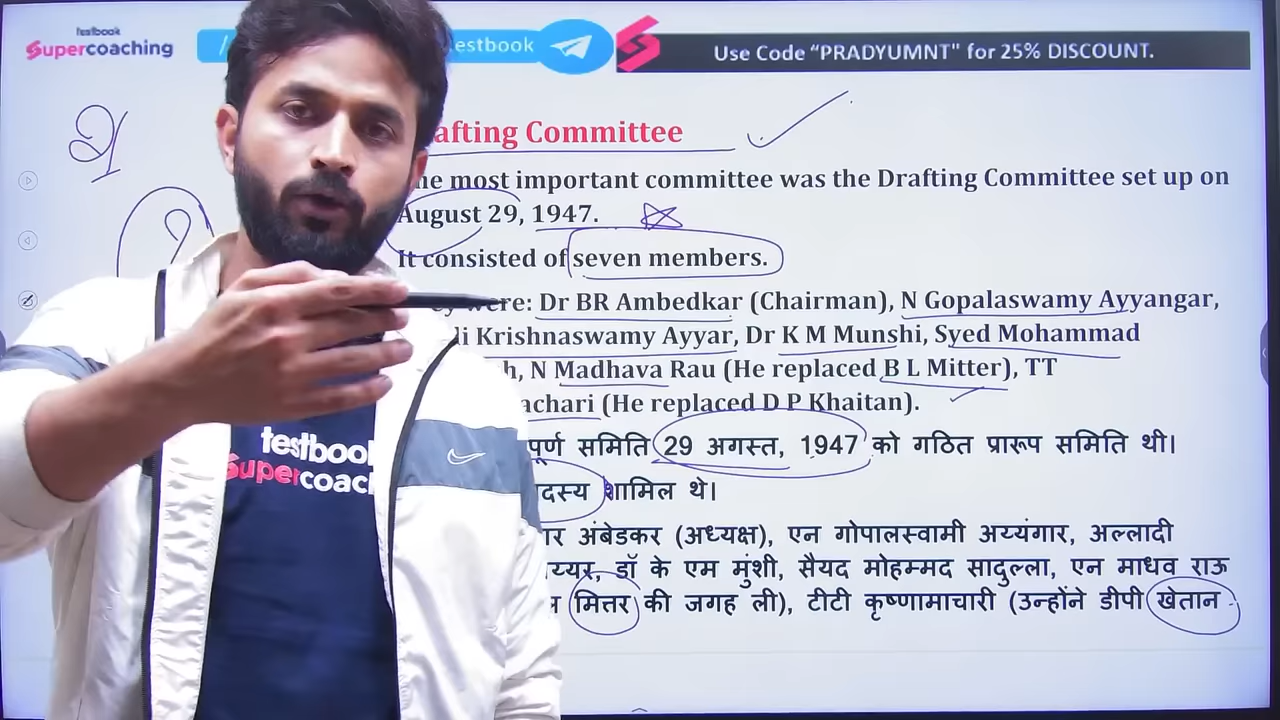 testbook
Supercoaching
/
estbook
Use Code “PRADYUMNT" for 25% DISCOUNT.
afting Committee
he most important committee was the Drafting Committee set up on
August 29, 1947.
It consisted of seven members.
ey were: Dr BR Ambedkar (Chairman), N Gopalaswamy Ayyangar,
di Krishnaswamy Ayyar, Dr K M Munshi, Syed Mohammad
h, N Madhava Rau (He replaced B L Mitter), TT
achari (He replaced D P Khaitan).
पूर्ण समिति 29 अगस्त, 1947 को गठित प्रारूप समिति थी।
दस्य शामिल थे।
र अंबेडकर (अध्यक्ष), एन गोपालस्वामी अय्यंगार, अल्लादी
य्यर, डॉ के एम मुंशी, सैयद मोहम्मद सादुल्ला, एन माधव राऊ
ल मित्तर की जगह ली), टीटी कृष्णामाचारी (उन्होंने डीपी खेतान
testbook
Supercoac